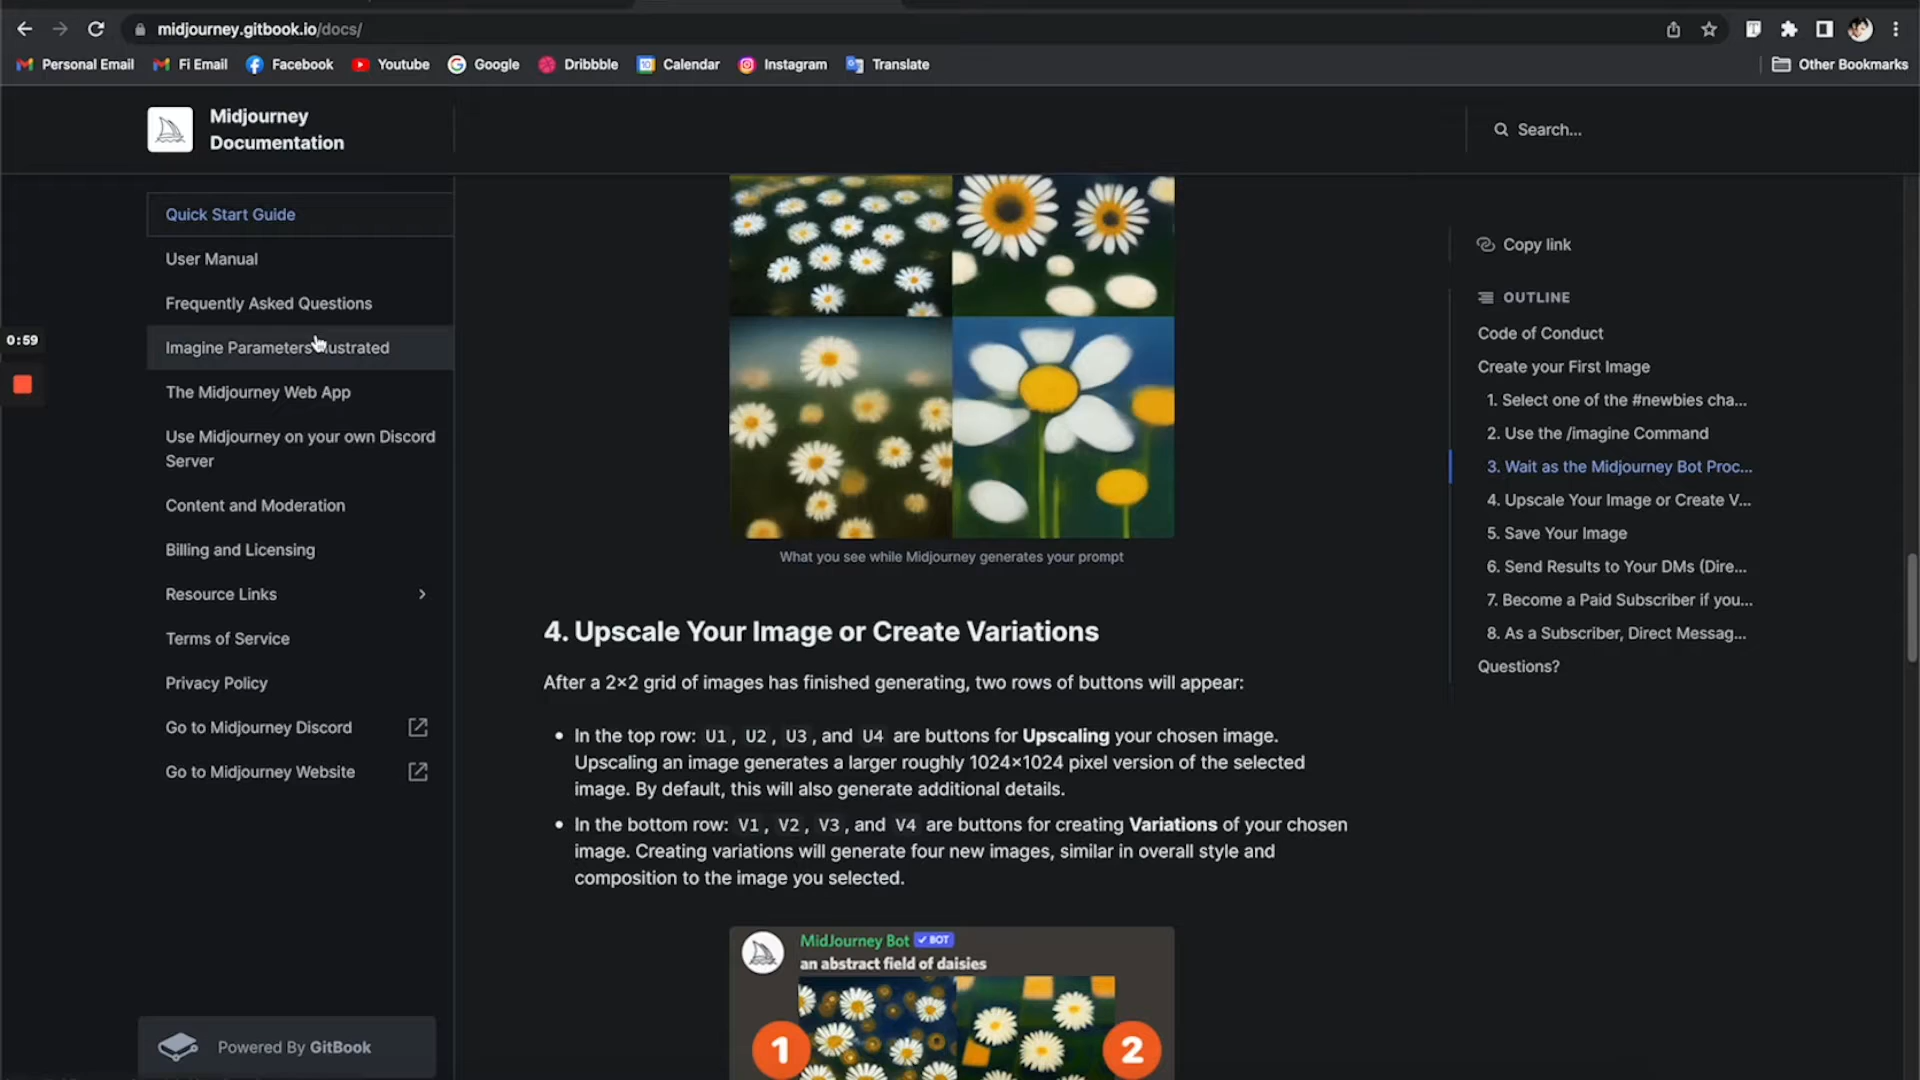 midjourney.gitbook.io/docs/
Personal Email
Fi Email
Facebook
Youtube
Google
Dribbble
Calendar
Instagram
Translate
Other Bookmarks
Midjourney
Documentation
Search...
Quick Start Guide
User Manual
Frequently Asked Questions
The Midjourney Web App
Imagine Parameters
Use Midjourney on your own Discord
Server
Content and Moderation
Billing and Licensing
Resource Links
Terms of Service
Privacy Policy
Go to Midjourney Discord
Go to Midjourney Website
Powered By GitBook
0:59
What you see while Midjourney generates your prompt
4. Upscale Your Image or Create Variations
After a 2×2 grid of images has finished generating, two rows of buttons will appear:
• In the top row: U1, U2, U3, and U4 are buttons for Upscaling your chosen image.
Upscaling an image generates a larger roughly 1024×1024 pixel version of the selected
image. By default, this will also generate additional details.
• In the bottom row: V1, V2, V3, and V4 are buttons for creating Variations of your chosen
image. Creating variations will generate four new images, similar in overall style and
composition to the image you selected.
MidJourney Bot BOT
an abstract field of daisies
1
2
Copy link
OUTLINE
Code of Conduct
Create your First Image
1. Select one of the #newbies cha...
2. Use the /imagine Command
3. Wait as the Midjourney Bot Proc...
4. Upscale Your Image or Create V...
5. Save Your Image
6. Send Results to Your DMs (Dire...
7. Become a Paid Subscriber if you...
8. As a Subscriber, Direct Messag...
Questions?